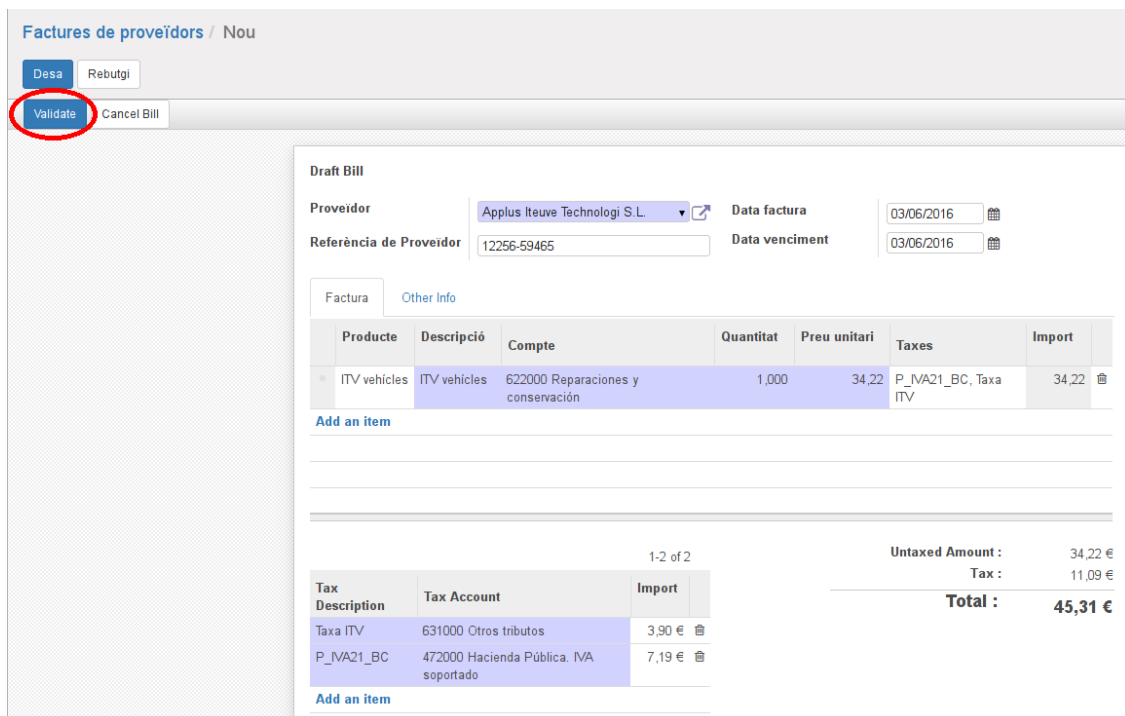 Factures de proveïdors / Nou
Desa Rebutgi
Validate Cancel Bill
Draft Bill
Proveïdor Applus Iteuve Technologi S.L. Data factura 03/06/2016
Referència de Proveïdor 12256-59465 Data venciment 03/06/2016
Factura Other Info
Producte Descripció Compte Quantitat Preu unitari Taxes Import
ITV vehícles ITV vehícles 622000 Reparaciones y 1,000 34,22 P_IVA21_BC, Taxa 34,22
conservación ITV
Add an item
1-2 of 2 Untaxed Amount : 34,22 €
Tax : 11,09 €
Total : 45,31 €
Tax Tax Account Import
Description
Taxa ITV 631000 Otros tributos 3,90 €
P_IVA21_BC 472000 Hacienda Pública. IVA 7,19 €
soportado
Add an item